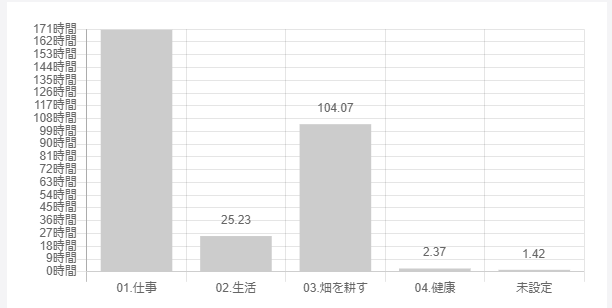 171時間
162時間
153時間
144時間
135時間
126時間
117時間
108時間
99時間
90時間
81時間
72時間
63時間
54時間
45時間
36時間
27時間
18時間
9時間
0時間
25.23
104.07
2.37
1.42
01.仕事
02.生活
03.畑を耕す
04.健康
未設定